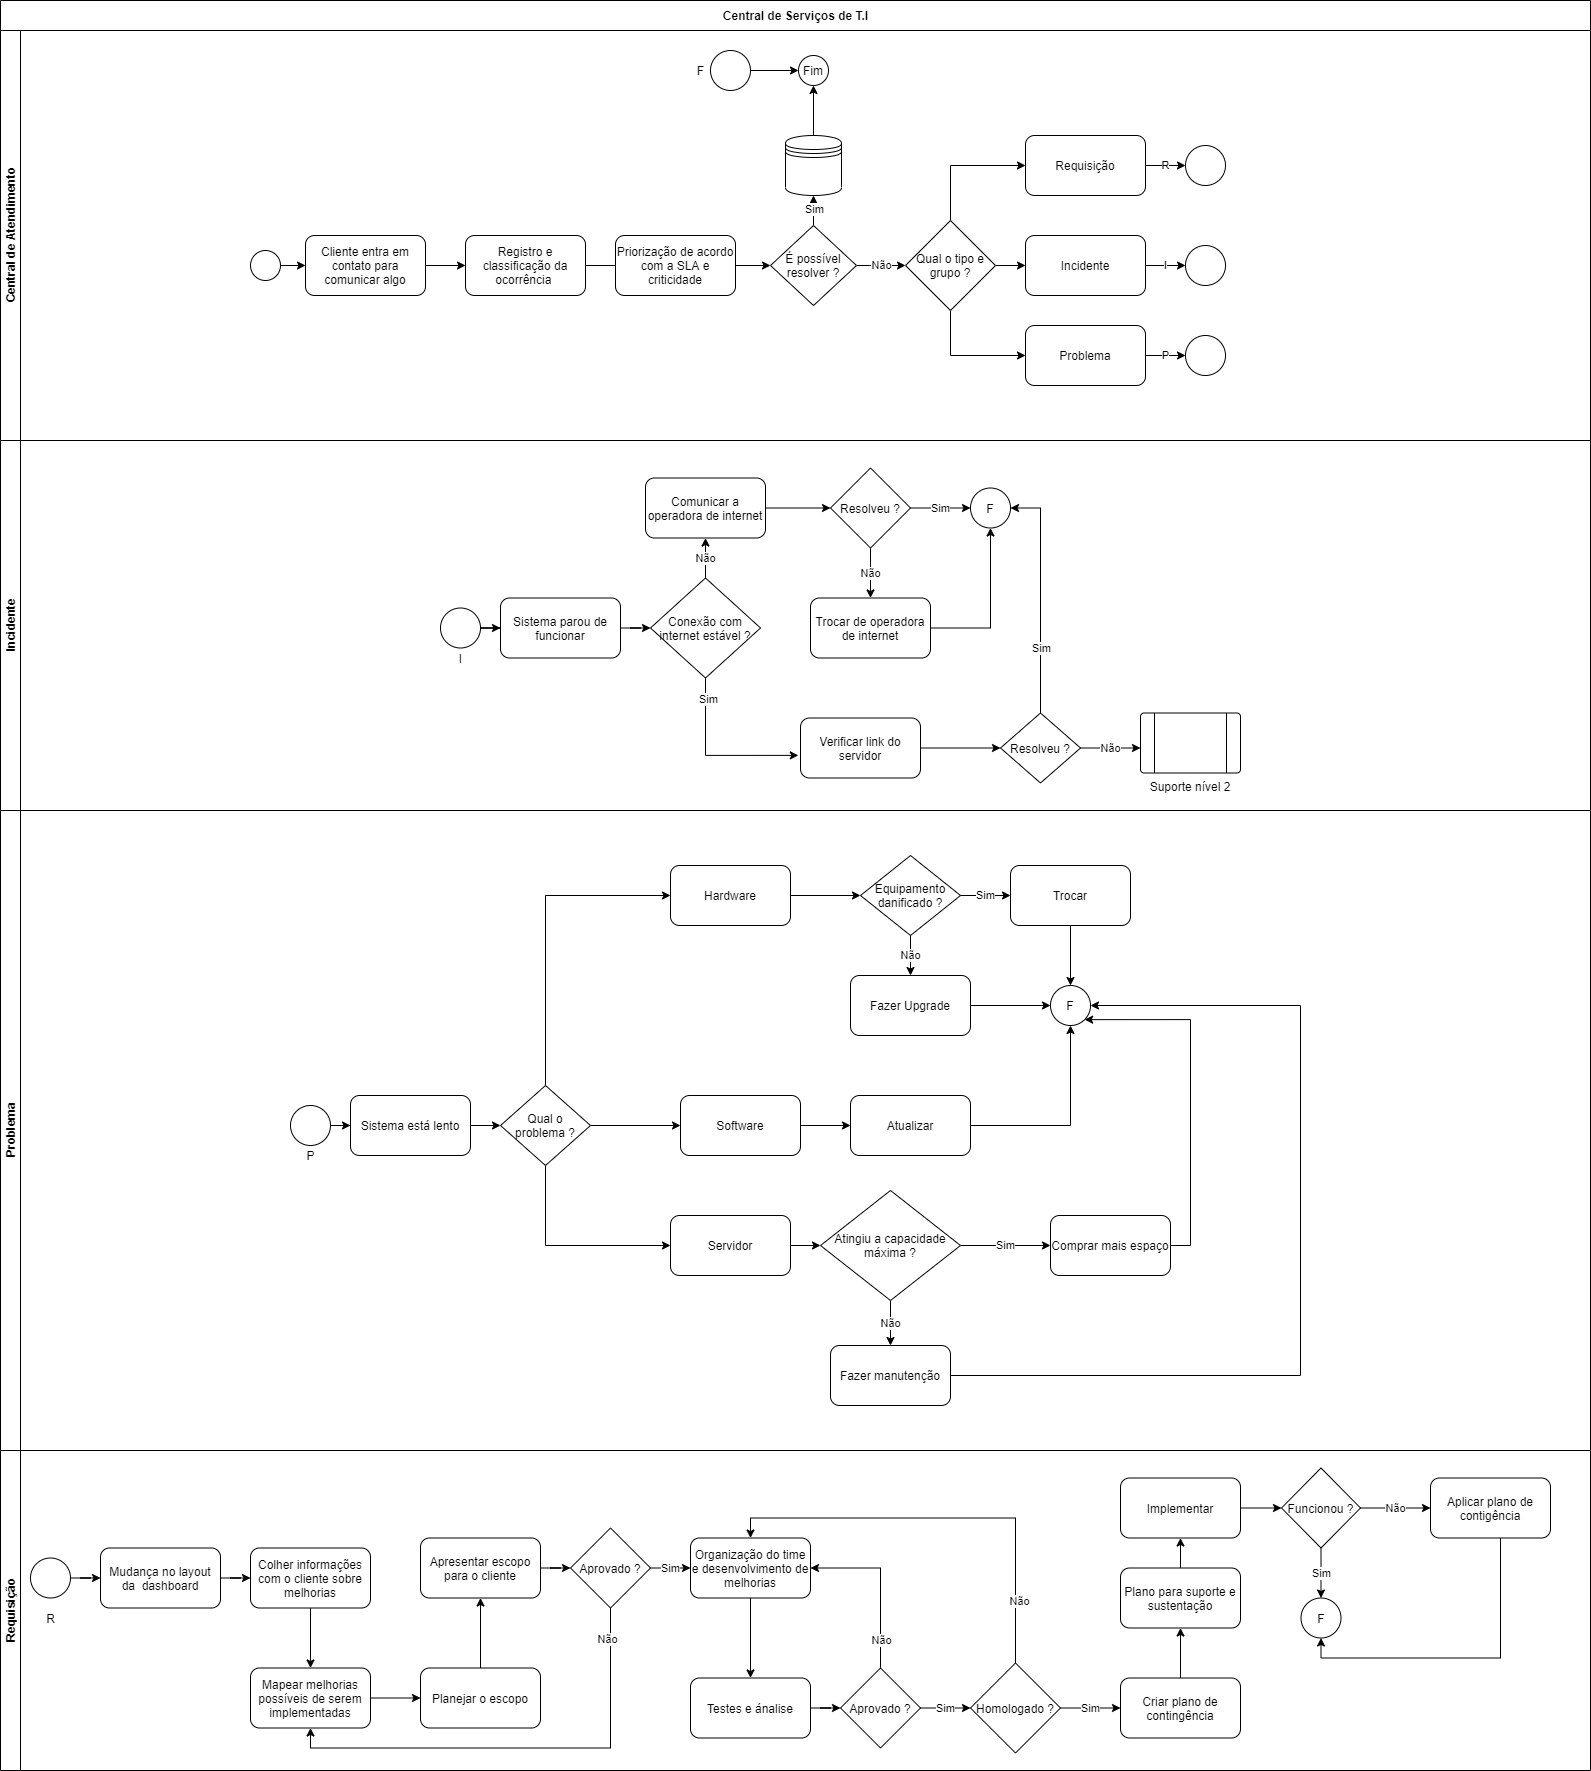 Central de Serviços de T.I
Central de Atendimento
F
Fim
Sim
Cliente entra em
contato para
comunicar algo
Registro e
classificação da
ocorrência
Priorização de acordo
com a SLA e
criticidade
É possível
resolver ?
Não
Qual o tipo e
grupo ?
Requisição
R
Incidente
I
Problema
P
Incidente
I
Sistema parou de
funcionar
Conexão com
internet estável ?
Não
Comunicar a
operadora de internet
Resolveu ?
Sim
F
Não
Trocar de operadora
de internet
Sim
Verificar link do
servidor
Resolveu ?
Sim
Não
Suporte nível 2
Problema
P
Sistema está lento
Qual o
problema ?
Hardware
Equipamento
danificado ?
Sim
Trocar
Não
Fazer Upgrade
F
Software
Atualizar
Servidor
Atingiu a capacidade
máxima ?
Sim
Comprar mais espaço
Não
Fazer manutenção
Requisição
R
Mudança no layout
da  dashboard
Colher informações
com o cliente sobre
melhorias
Mapear melhorias
possíveis de serem
implementadas
Planejar o escopo
Apresentar escopo
para o cliente
Aprovado ?
Não
Sim
Organização do time
e desenvolvimento de
melhorias
Testes e ánalise
Aprovado ?
Não
Sim
Homologado ?
Não
Sim
Criar plano de
contingência
Plano para suporte e
sustentação
Implementar
Funcionou ?
Não
Aplicar plano de
contigência
Sim
F